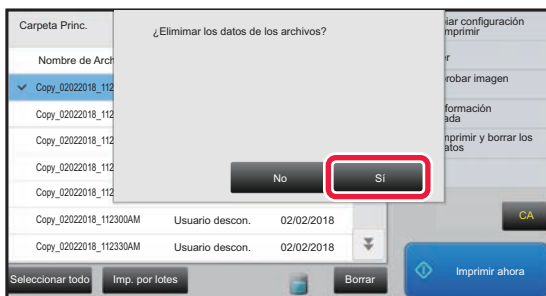 Carpeta Princ.
¿Elimimar los datos de los archivos?
Nombre de Arch
Copy_02022018_112
Copy_02022018_112
Copy_02022018_112
Copy_02022018_112
Copy_02022018_112
Copy_02022018_112300AM Usuario descon. 02/02/2018
Copy_02022018_112330AM Usuario descon. 02/02/2018
No
Sí
iar configuración
mprimir
r
robar imagen
formación
ada
mprimir y borrar los
atos
CA
Seleccionar todo
Imp. por lotes
Borrar
Imprimir ahora